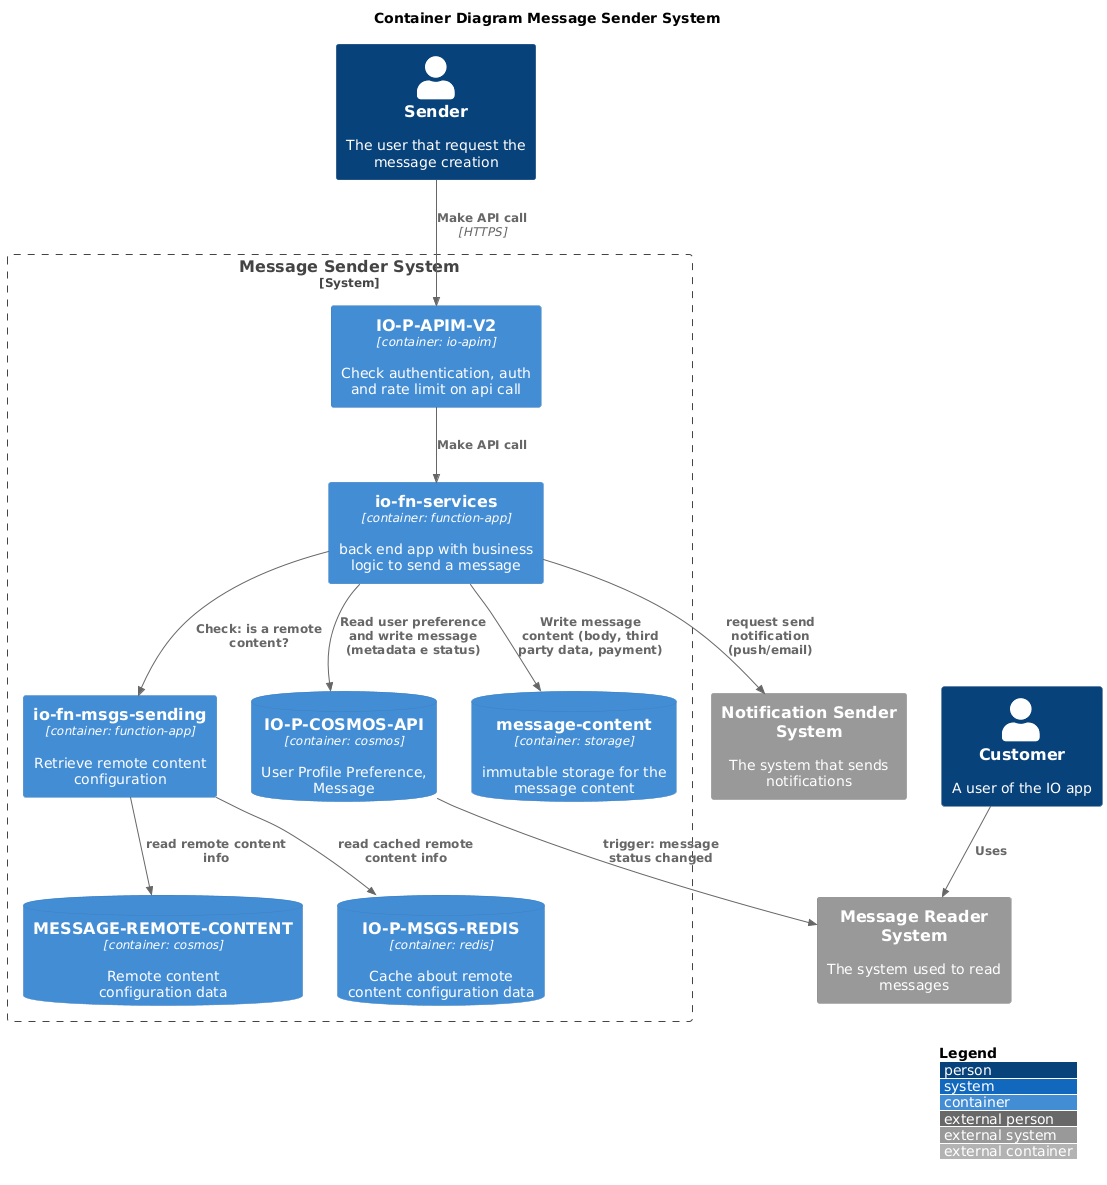 Container Diagram Message Sender System
Sender
The user that request the
message creation
Make API call
[HTTPS]
Message Sender System
[System]
IO-P-APIM-V2
[container: io-apim]
Check authentication, auth
and rate limit on api call
Make API call
io-fn-services
[container: function-app]
back end app with business
logic to send a message
Check: is a remote
content?
Read user preference
and write message
(metadata e status)
Write message
content (body, third
party data, payment)
request send
notification
(push/email)
io-fn-msgs-sending
[container: function-app]
Retrieve remote content
configuration
IO-P-COSMOS-API
[container: cosmos]
User Profile Preference,
Message
message-content
[container: storage]
immutable storage for the
message content
Notification Sender
System
The system that sends
notifications
Customer
A user of the IO app
read remote content
info
read cached remote
content info
trigger: message
status changed
Uses
MESSAGE-REMOTE-CONTENT
[container: cosmos]
Remote content
configuration data
IO-P-MSGS-REDIS
[container: redis]
Cache about remote
content configuration data
Message Reader
System
The system used to read
messages
Legend
person
system
container
external person
external system
external container